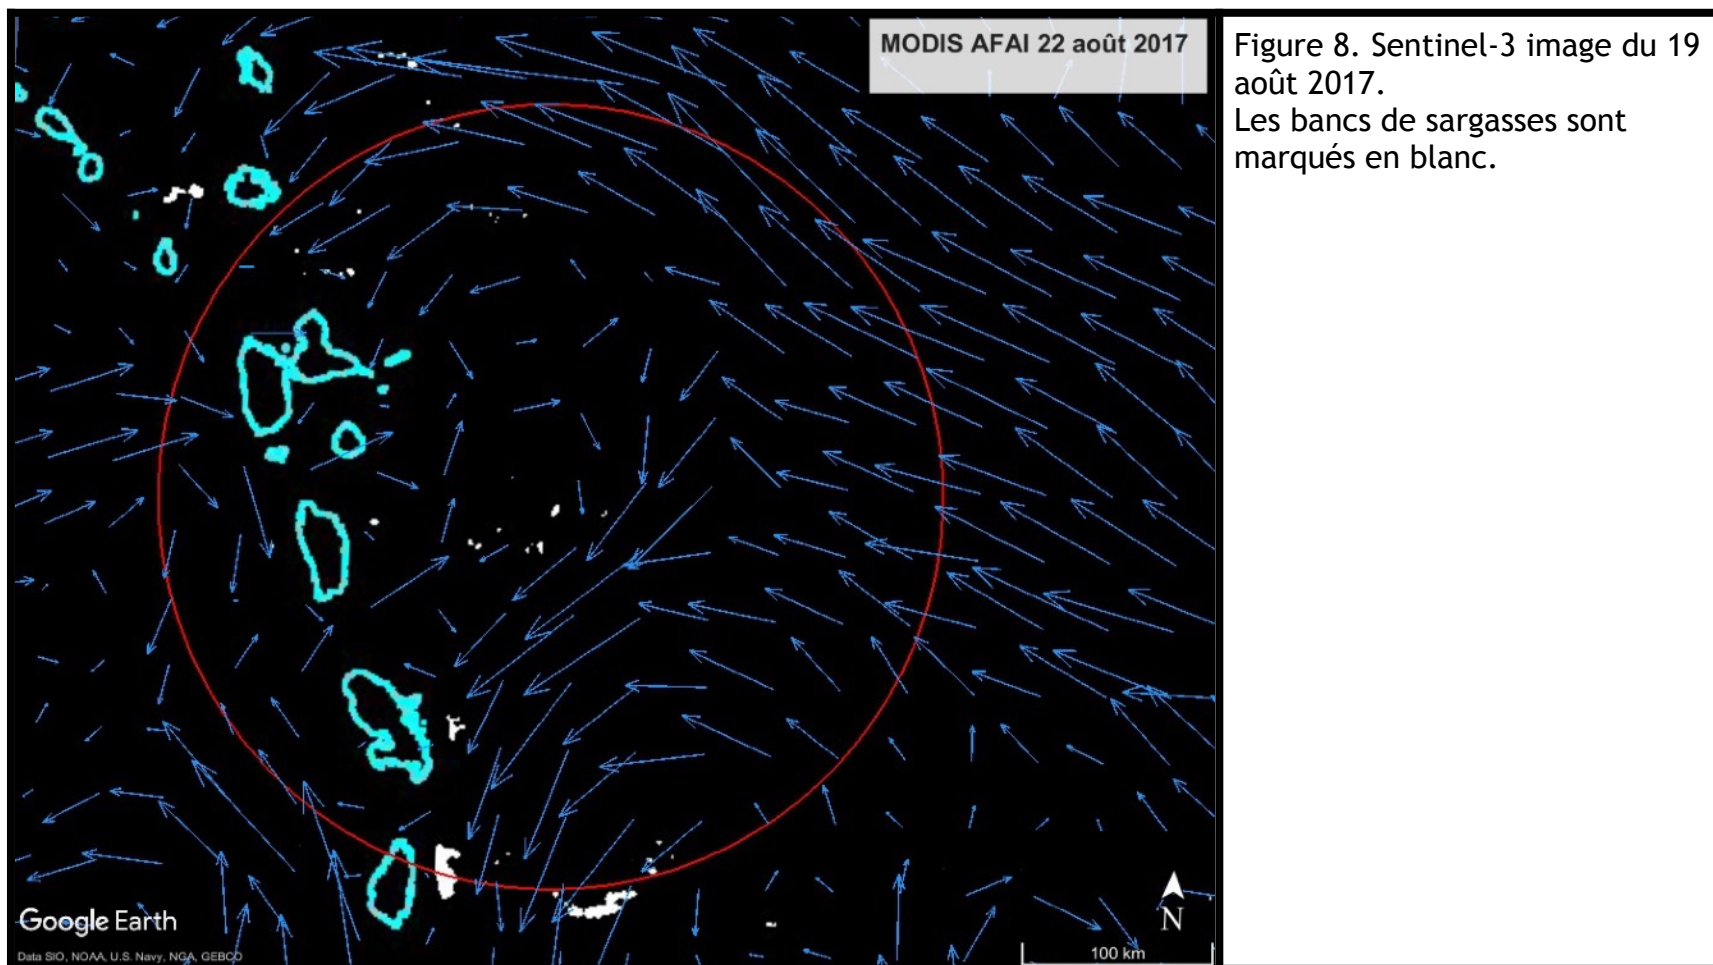 MODIS AFAI 22 août 2017
Figure 8. Sentinel-3 image du 19
août 2017.
Les bancs de sargasses sont
marqués en blanc.
N
Google Earth
100 km
Data SIO, NOAA, U.S. Navy, NGA, GEBCO